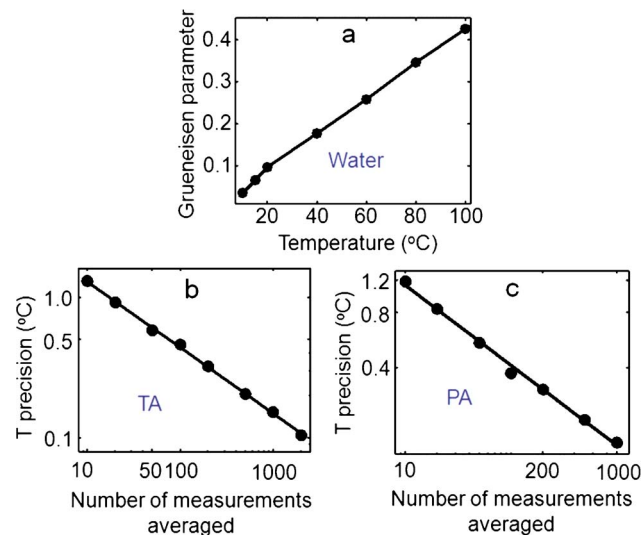 a
Grueneisen parameter
0.4
0.3
0.2
0.1
Water
20 40 60 80 100
Temperature (ºC)
b
T precision (ºC)
1.0
0.5
0.1
TA
10 50 100 1000
Number of measurements
averaged
c
T precision (ºC)
1.2
0.8
0.4
PA
10 200 1000
Number of measurements
averaged